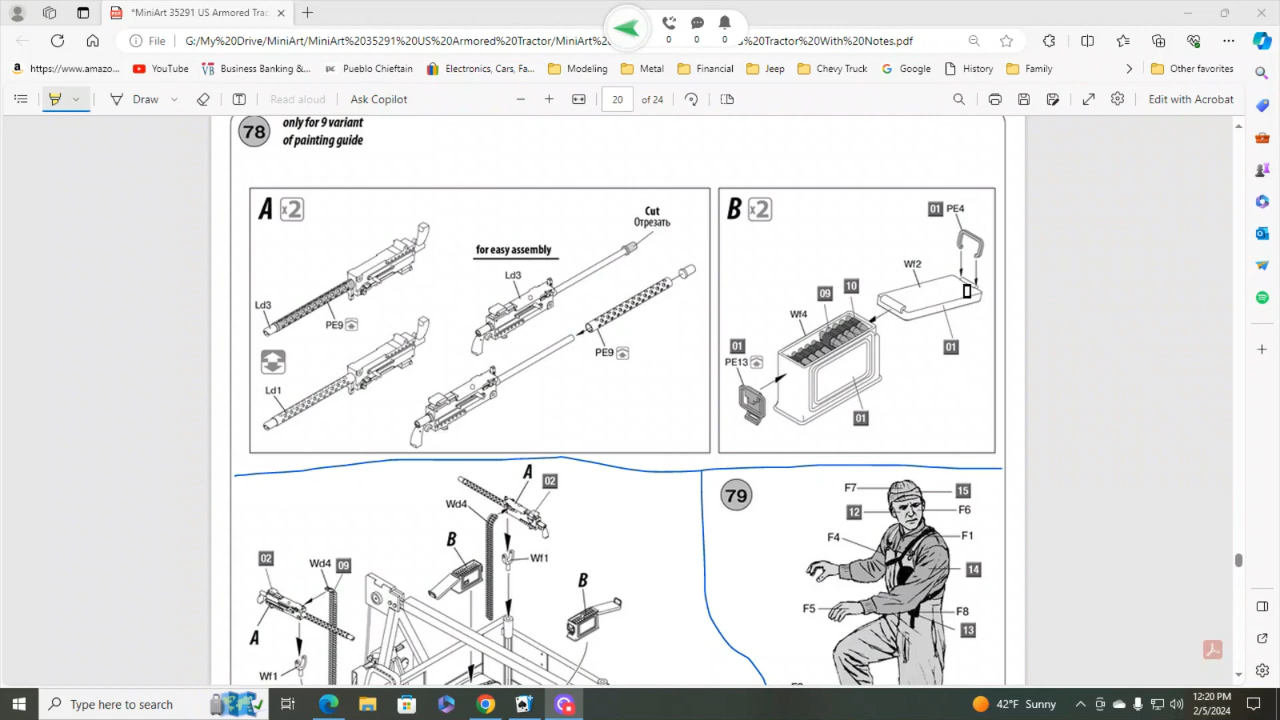 *MiniArt 35291 US Armored Trac
File
G:/My%20Drive/MiniArt/MiniArt%2035291%20US%20Armored%20Tractor/MiniArt
%20Tractor%20With%20Notes.pdf
0 0 0
https://www.amazo...
YouTube
Business Banking &...
Pueblo Chieftain
Electronics, Cars, Fa...
Modeling
Metal
Financial
Jeep
Chevy Truck
Google
History
Family
Other favorites
Draw
Read aloud
Ask Copilot
20 of 24
Edit with Acrobat
78
only for 9 variant
of painting guide
A x2
Cut
Отрезать
for easy assembly
Ld3
Ld3
PE9
PE9
Ld1
B x2
01 PE4
Wf2
10
09
Wf4
01
01
PE13
01
A
02
Wd4
B
Wf1
B
02
Wd4
09
A
Wf1
79
F7
15
12
F6
F4
F1
14
F5
F8
13
Type here to search
42°F Sunny
12:20 PM
2/5/2024